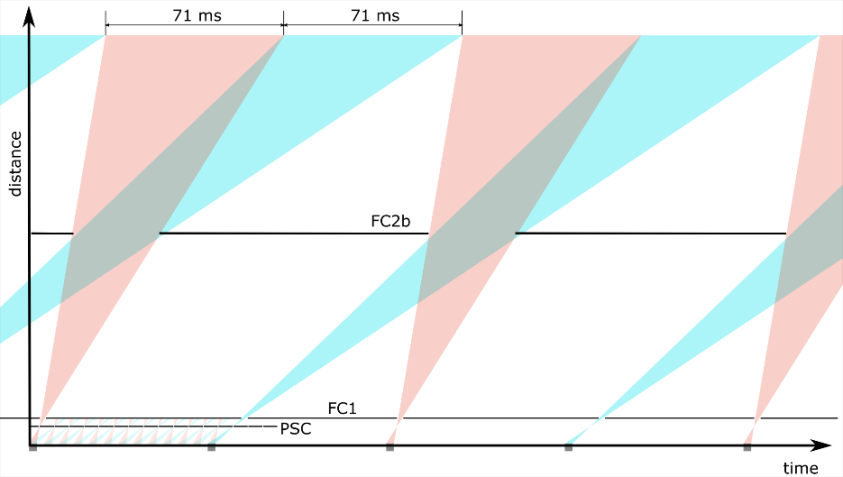 71 ms
71 ms
distance
FC2b
FC1
PSC
time